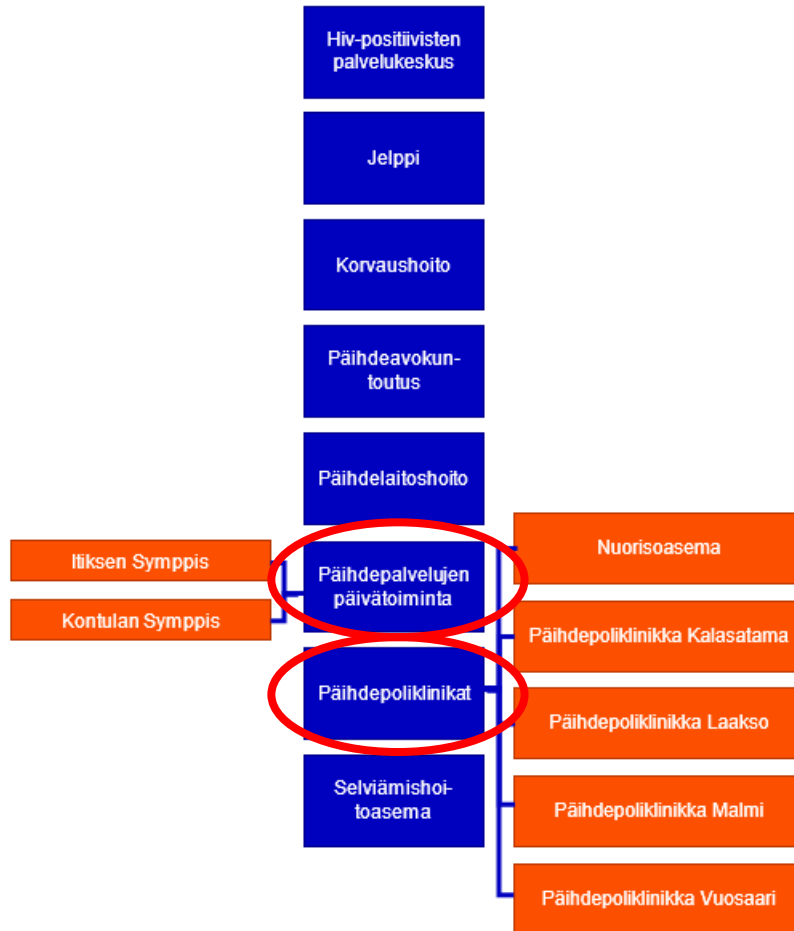 Hiv-positiivisten
palvelukeskus
Jelppi
Korvaushoito
Päihdeavokun-
toutus
Päihdelaitoshoito
Itiksen Symppis
Kontulan Symppis
Päihdepalvelujen
päivätoiminta
Päihdepoliklinikat
Selviämishoi-
toasema
Nuorisoasema
Päihdepoliklinikka Kalasatama
Päihdepoliklinikka Laakso
Päihdepoliklinikka Malmi
Päihdepoliklinikka Vuosaari